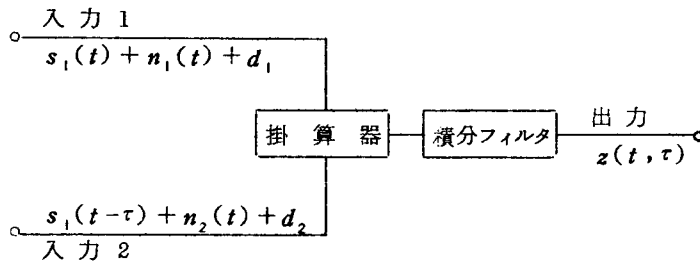 入力1
s₁(t)+n₁(t)+d₁
掛算器
積分フィルタ
出力
z(t,τ)
s₁(t-τ)+n₂(t)+d₂
入力2